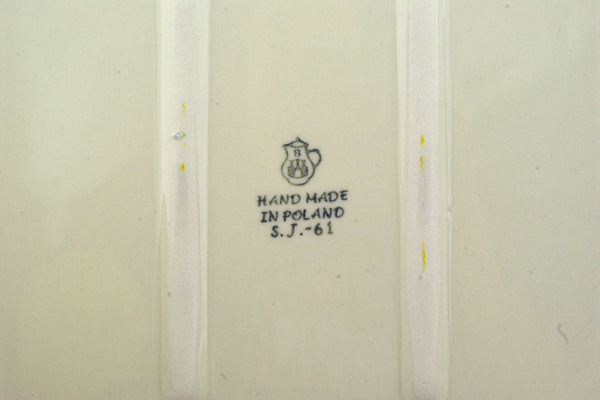 B
HAND MADE
IN POLAND
S.J.-61